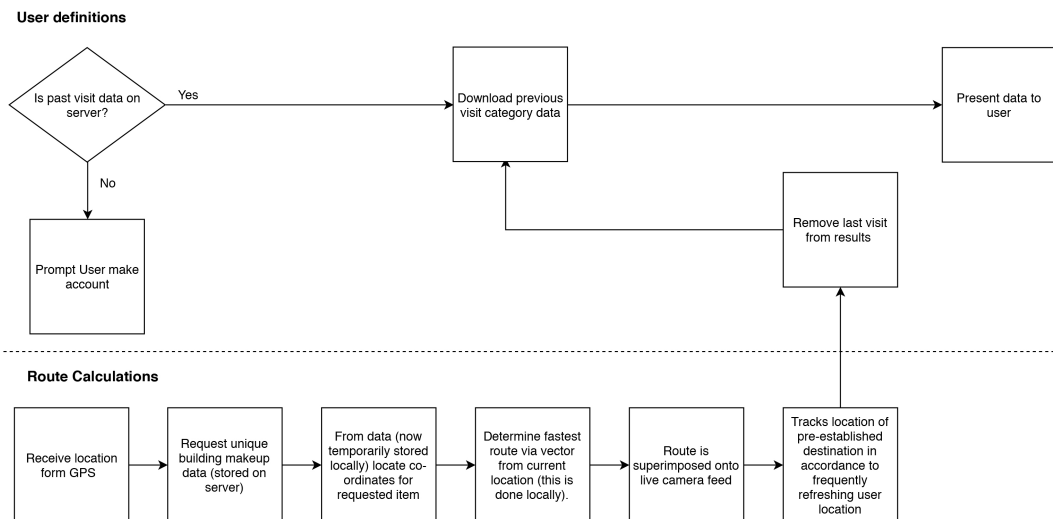 User definitions
Is past visit data on
server?
Yes
No
Prompt User make
account
Download previous
visit category data
Present data to
user
Remove last visit
from results
Route Calculations
Receive location
form GPS
Request unique
building makeup
data (stored on
server)
From data (now
temporarily stored
locally) locate co-
ordinates for
requested item
Determine fastest
route via vector
from current
location (this is
done locally).
Route is
superimposed onto
live camera feed
Tracks location of
pre-established
destination in
accordance to
frequently
refreshing user
location